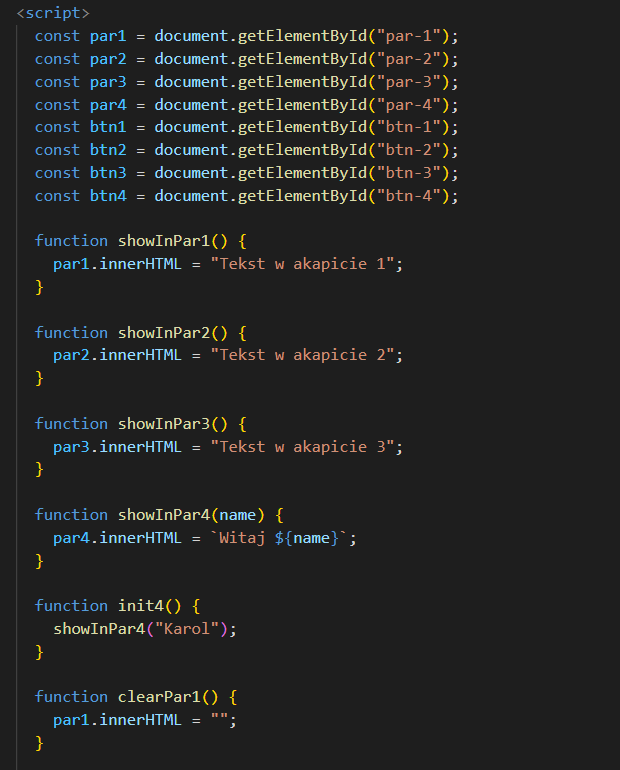 <script>
const par1 = document.getElementById("par-1");
const par2 = document.getElementById("par-2");
const par3 = document.getElementById("par-3");
const par4 = document.getElementById("par-4");
const btn1 = document.getElementById("btn-1");
const btn2 = document.getElementById("btn-2");
const btn3 = document.getElementById("btn-3");
const btn4 = document.getElementById("btn-4");
function showInPar1() {
par1.innerHTML = "Tekst w akapicie 1";
}
function showInPar2() {
par2.innerHTML = "Tekst w akapicie 2";
}
function showInPar3() {
par3.innerHTML = "Tekst w akapicie 3";
}
function showInPar4(name) {
par4.innerHTML = `Witaj ${name}`;
}
function init4() {
showInPar4("Karol");
}
function clearPar1() {
par1.innerHTML = "";
}